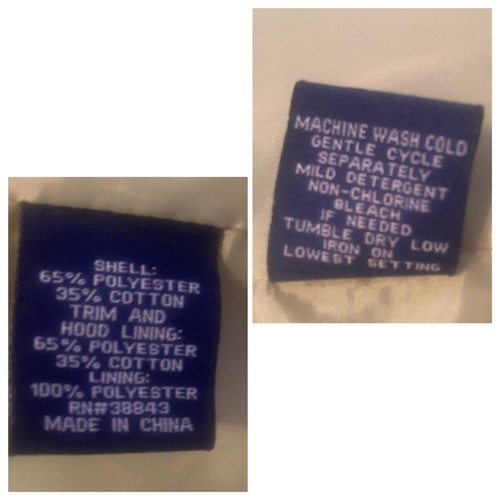 MACHINE WASH COLD
GENTLE CYCLE
SEPARATELY
MILD DETERGENT
NON-CHLORINE
BLEACH
IF NEEDED
TUMBLE DRY LOW
IRON ON
LOWEST SETTING
SHELL:
65% POLYESTER
35% COTTON
TRIM AND
HOOD LINING:
65% POLYESTER
35% COTTON
LINING:
100% POLYESTER
RN#38843
MADE IN CHINA